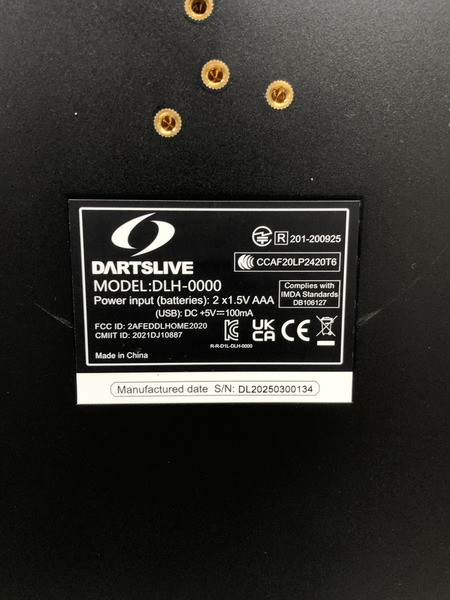 DARTSLIVE
R 201-200925
CCAF20LP2420T6
MODEL:DLH-0000
Power input (batteries): 2 x1.5V AAA
(USB): DC +5V⎓100mA
Complies with
IMDA Standards
DB106127
FCC ID: 2AFEDDLHOME2020
CMIIT ID: 2021DJ10887
UK
CA
CE
R-R-D1L-DLH-0000
Made in China
Manufactured date S/N: DL20250300134